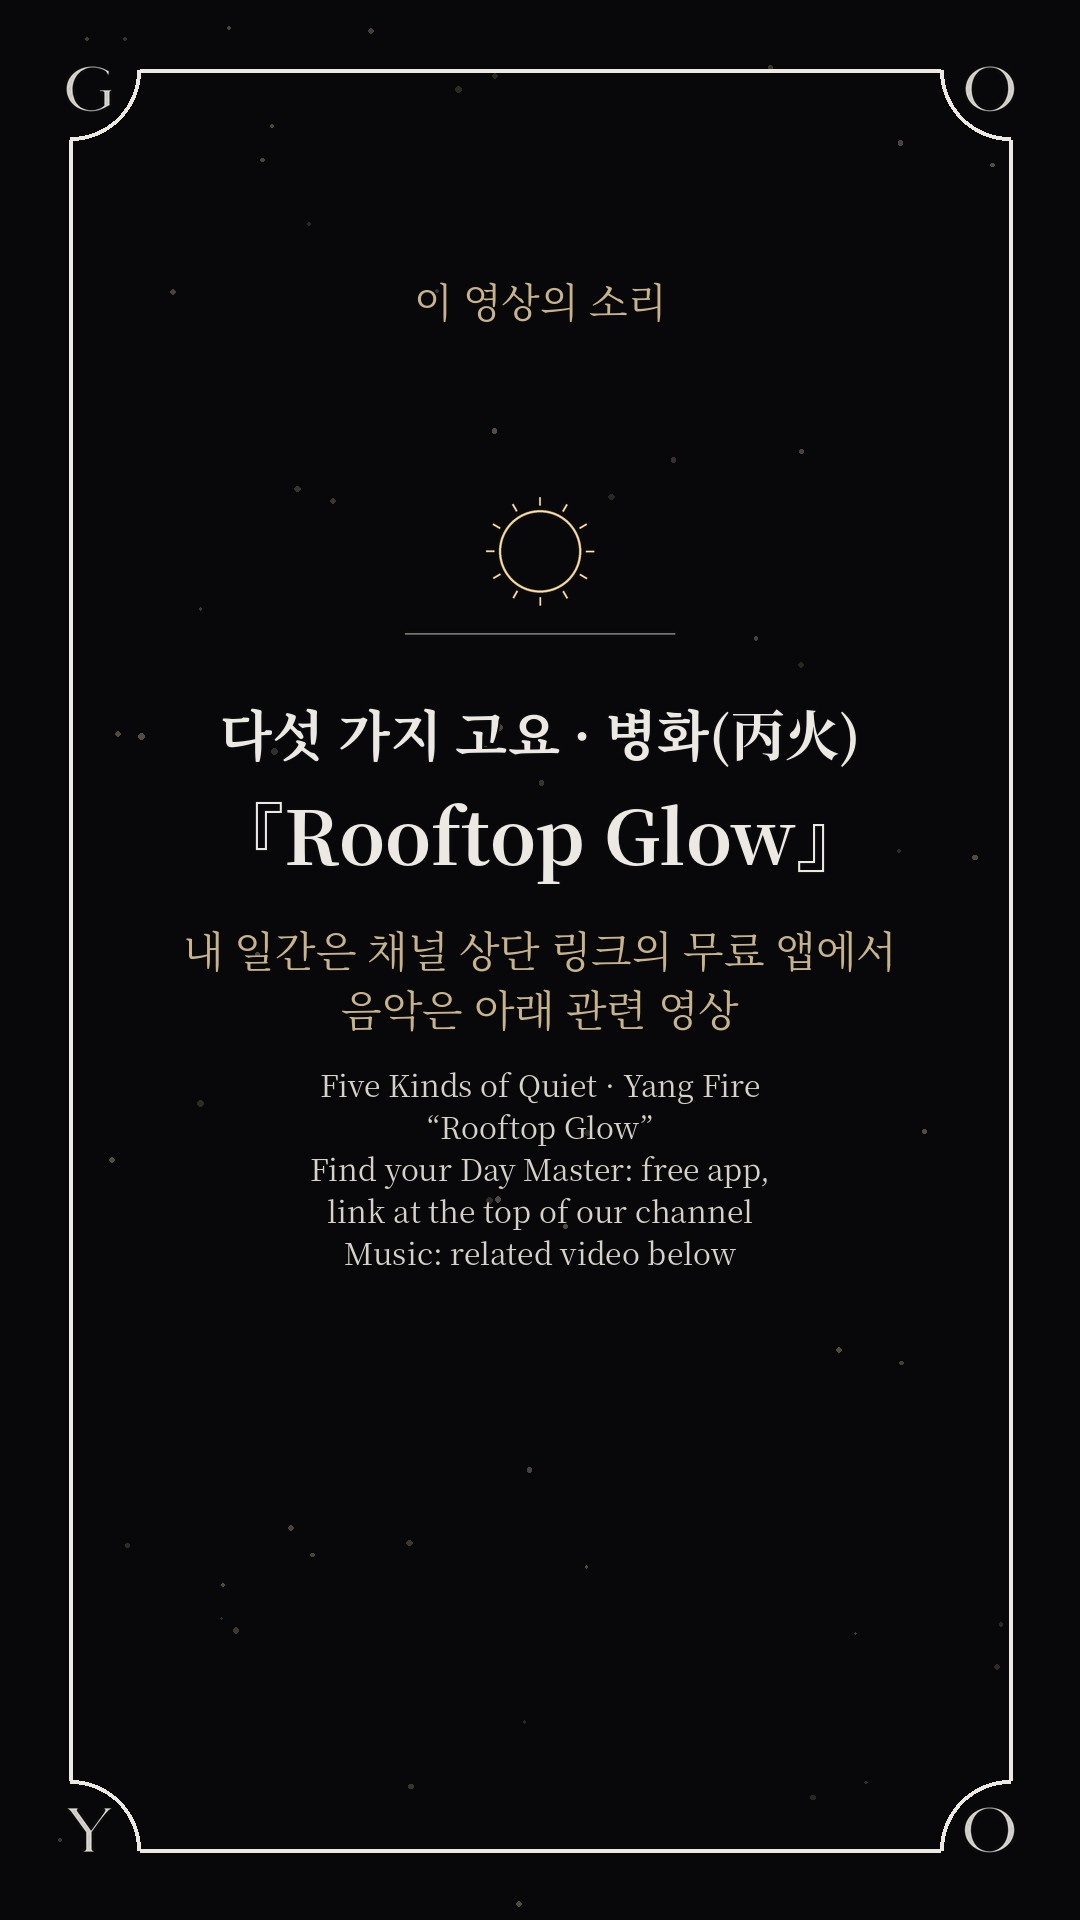 G O
이 영상의 소리
다섯 가지 고요 · 병화(丙火)
『Rooftop Glow』
내 일간은 채널 상단 링크의 무료 앱에서
음악은 아래 관련 영상
Five Kinds of Quiet · Yang Fire
“Rooftop Glow”
Find your Day Master: free app,
link at the top of our channel
Music: related video below
Y O